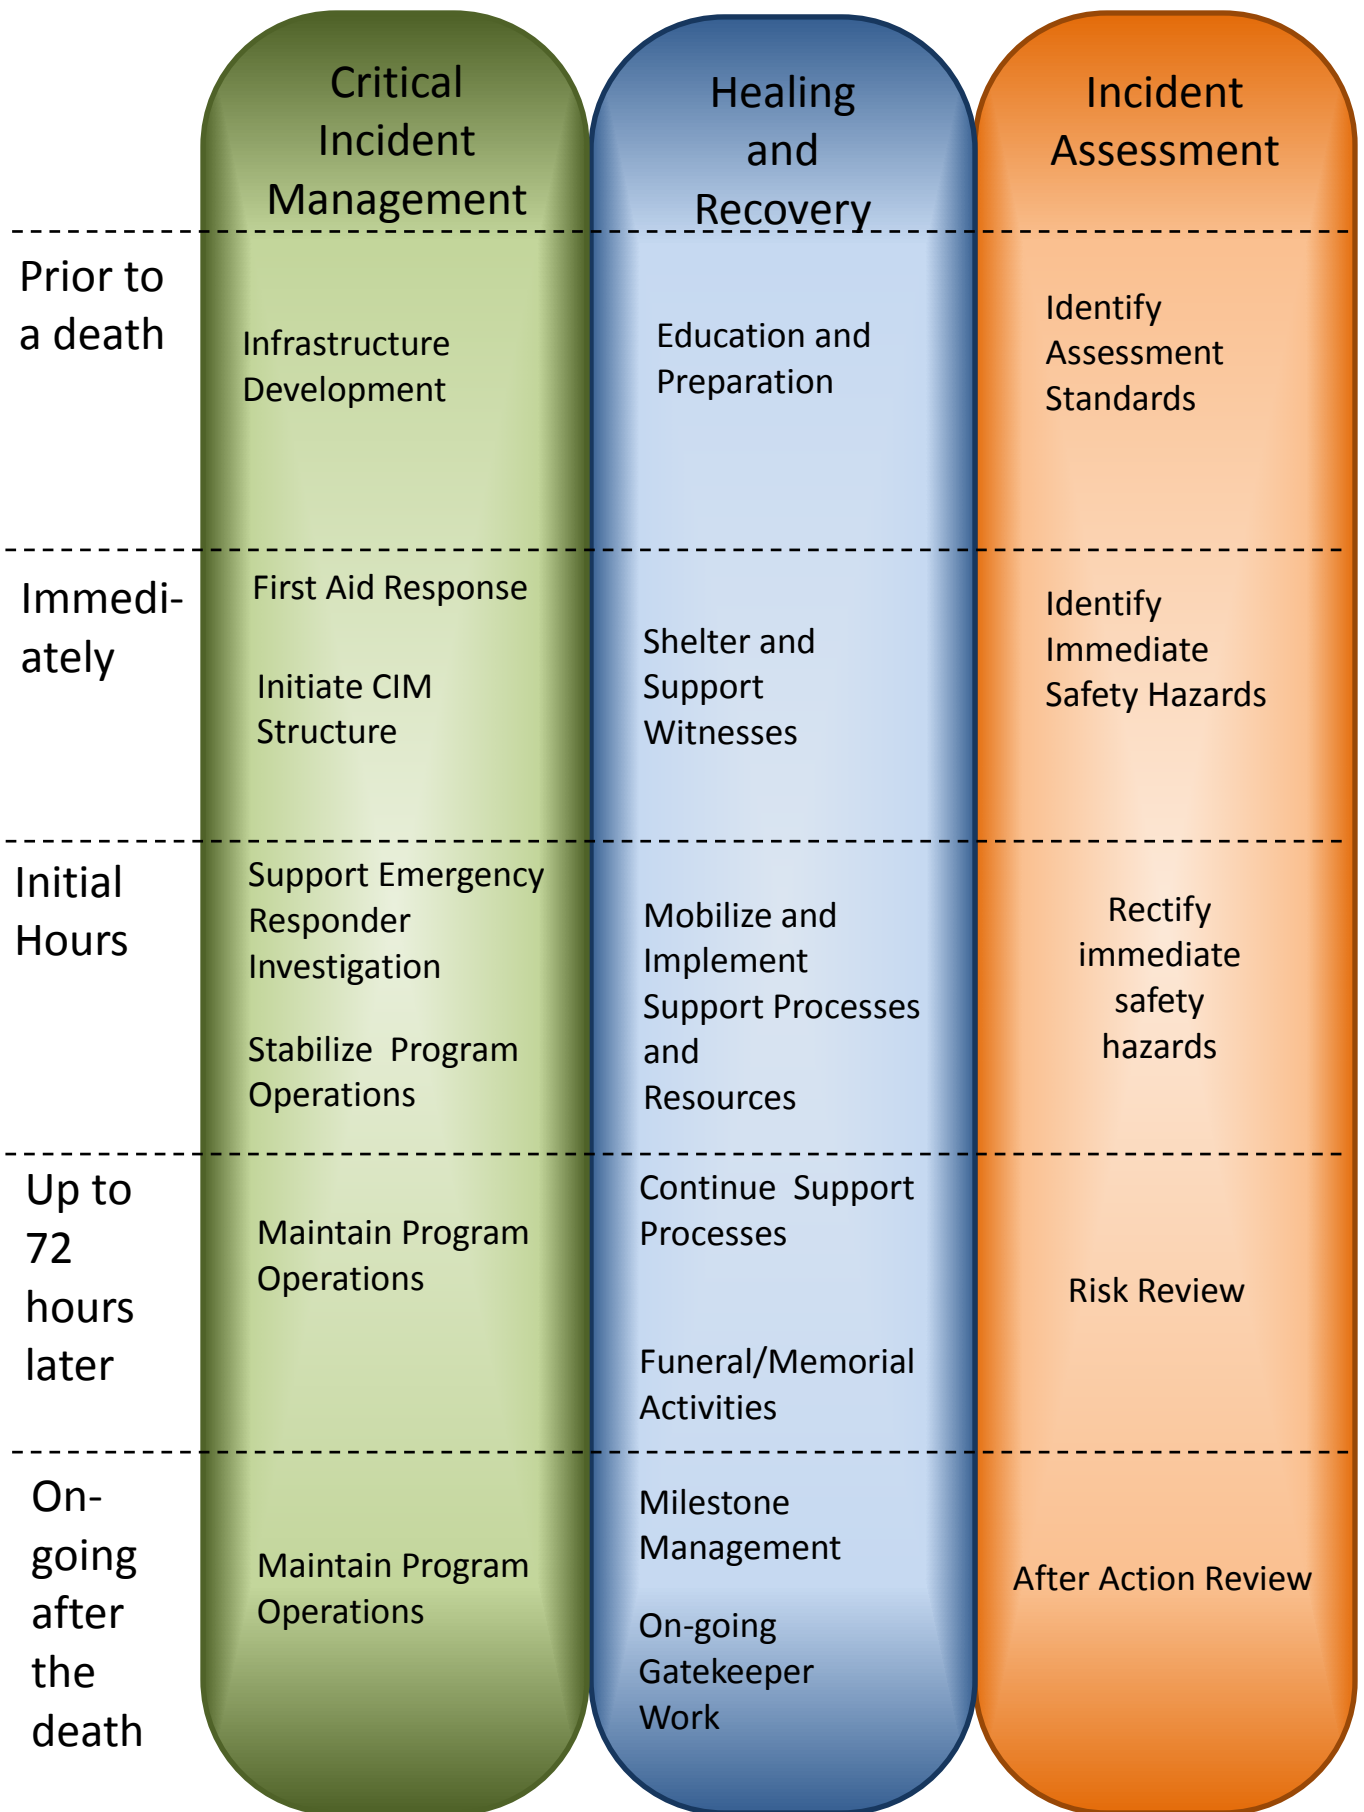 Critical
Incident
Management
Healing
and
Recovery
Incident
Assessment
Prior to
a death
Infrastructure
Development
Education and
Preparation
Identify
Assessment
Standards
Immedi-
ately
First Aid Response
Initiate CIM
Structure
Shelter and
Support
Witnesses
Identify
Immediate
Safety Hazards
Initial
Hours
Support Emergency
Responder
Investigation
Stabilize Program
Operations
Mobilize and
Implement
Support Processes
and
Resources
Rectify
immediate
safety
hazards
Up to
72
hours
later
Maintain Program
Operations
Continue Support
Processes
Funeral/Memorial
Activities
Risk Review
On-
going
after
the
death
Maintain Program
Operations
Milestone
Management
On-going
Gatekeeper
Work
After Action Review